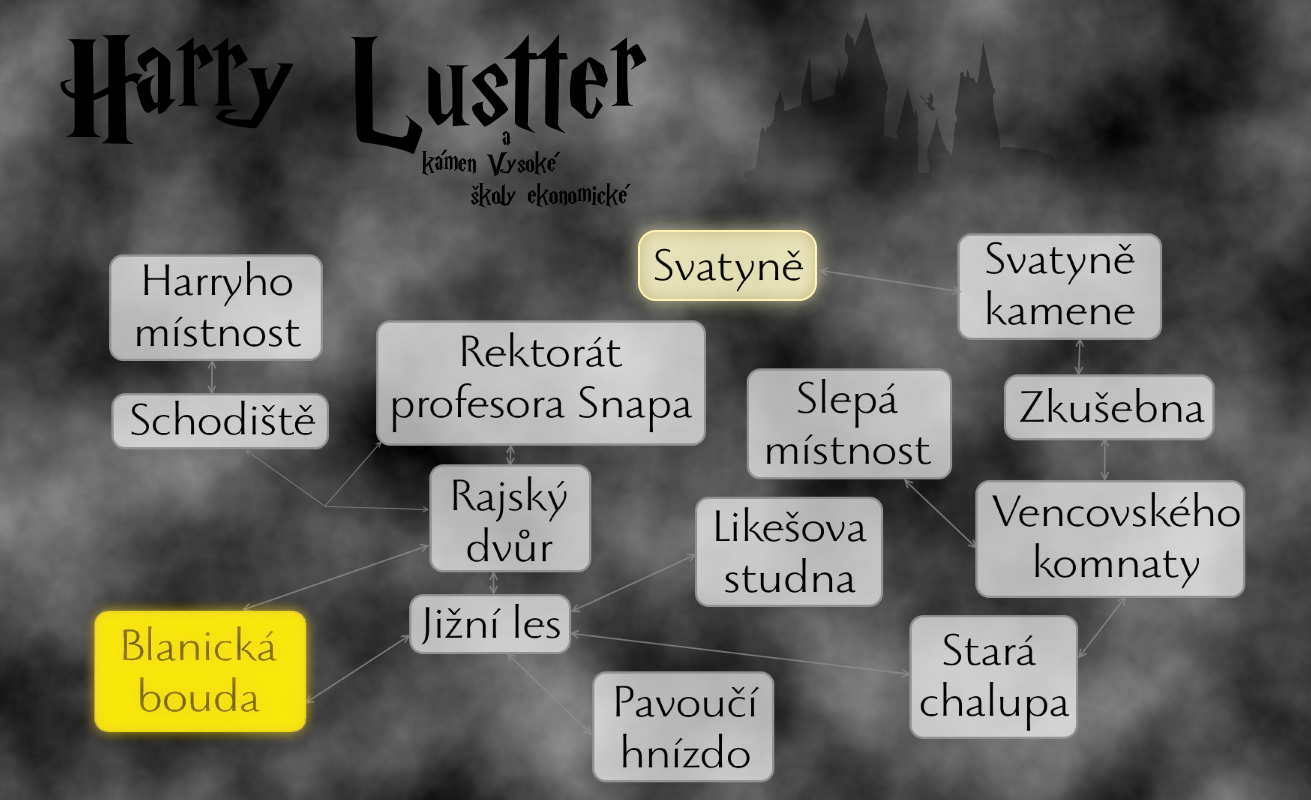 Harry Lustter
a
kámen Vysoké
školy ekonomické
Svatyně
Svatyně
kamene
Harryho
místnost
Rektorát
profesora Snapa
Slepá
místnost
Zkušebna
Schodiště
Rajský
dvůr
Likešova
studna
Vencovského
komnaty
Jižní les
Blanická
bouda
Stará
chalupa
Pavoučí
hnízdo